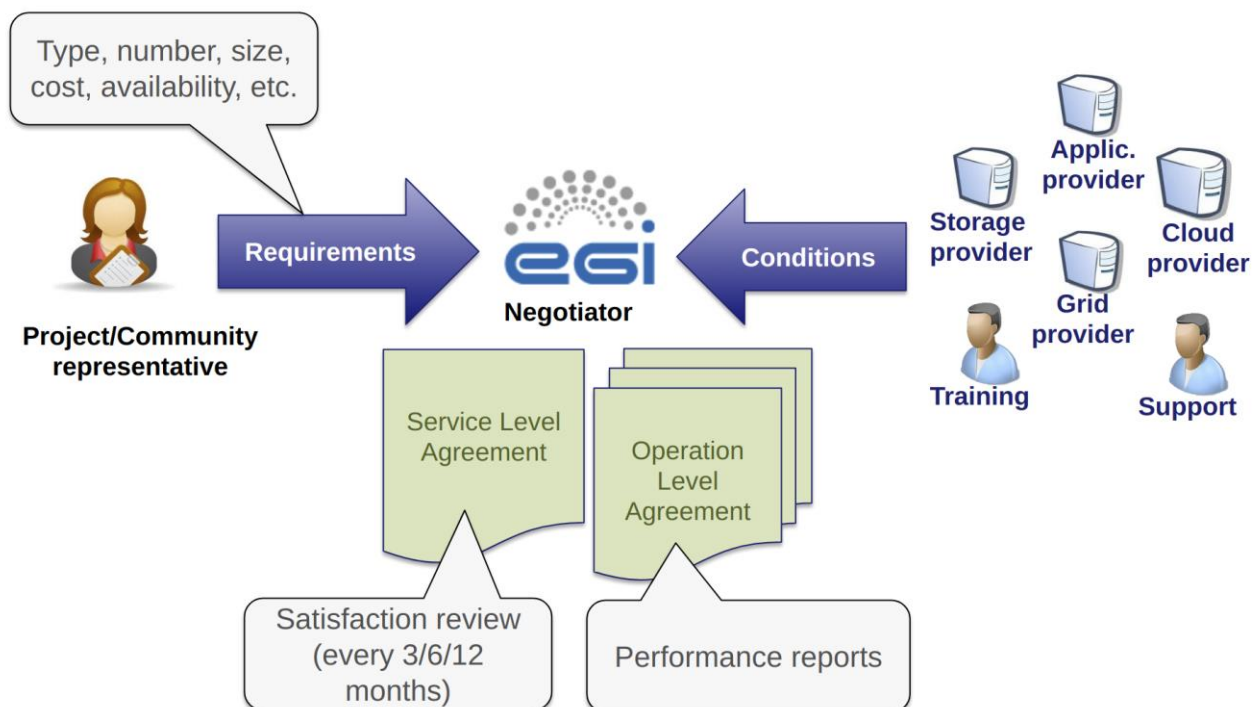 Type, number, size,
cost, availability, etc.
Requirements
egi
Negotiator
Conditions
Project/Community
representative
Applic.
provider
Storage
provider
Cloud
provider
Grid
provider
Training
Support
Service Level
Agreement
Operation
Level
Agreement
Satisfaction review
(every 3/6/12
months)
Performance reports